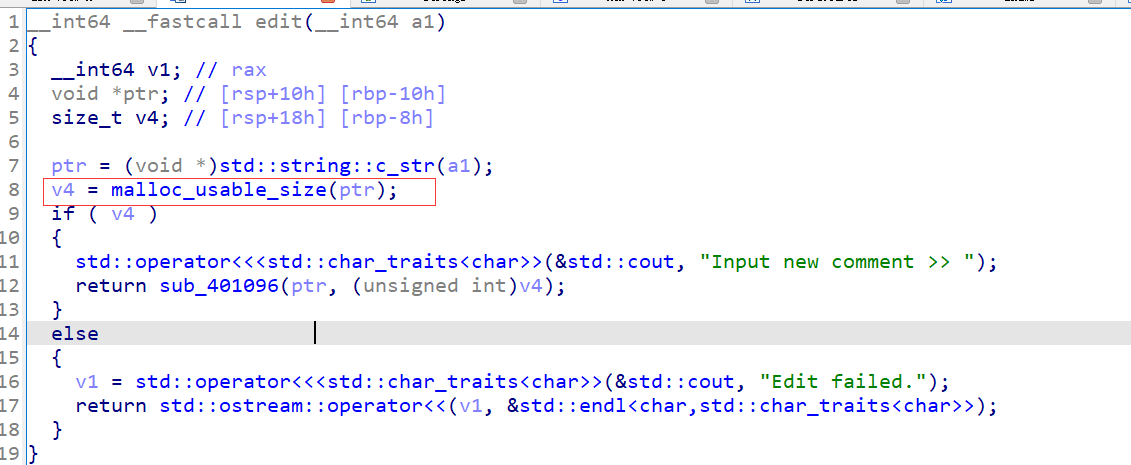 1 __int64 __fastcall edit(__int64 a1)
2 {
3 __int64 v1; // rax
4 void *ptr; // [rsp+10h] [rbp-10h]
5 size_t v4; // [rsp+18h] [rbp-8h]
6
7 ptr = (void *)std::string::c_str(a1);
8 v4 = malloc_usable_size(ptr);
9 if ( v4 )
10 {
11 std::operator<<<std::char_traits<char>>(&std::cout, "Input new comment >> ");
12 return sub_401096(ptr, (unsigned int)v4);
13 }
14 else
15 {
16 v1 = std::operator<<<std::char_traits<char>>(&std::cout, "Edit failed.");
17 return std::ostream::operator<<(v1, &std::endl<char,std::char_traits<char>>);
18 }
19 }